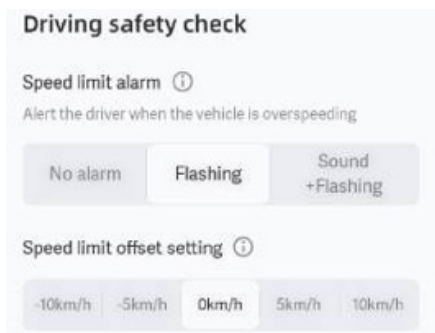 Driving safety check
Speed limit alarm
Alert the driver when the vehicle is overspeeding
No alarm
Flashing
Sound
+Flashing
Speed limit offset setting
-10km/h -5km/h 0km/h 5km/h 10km/h